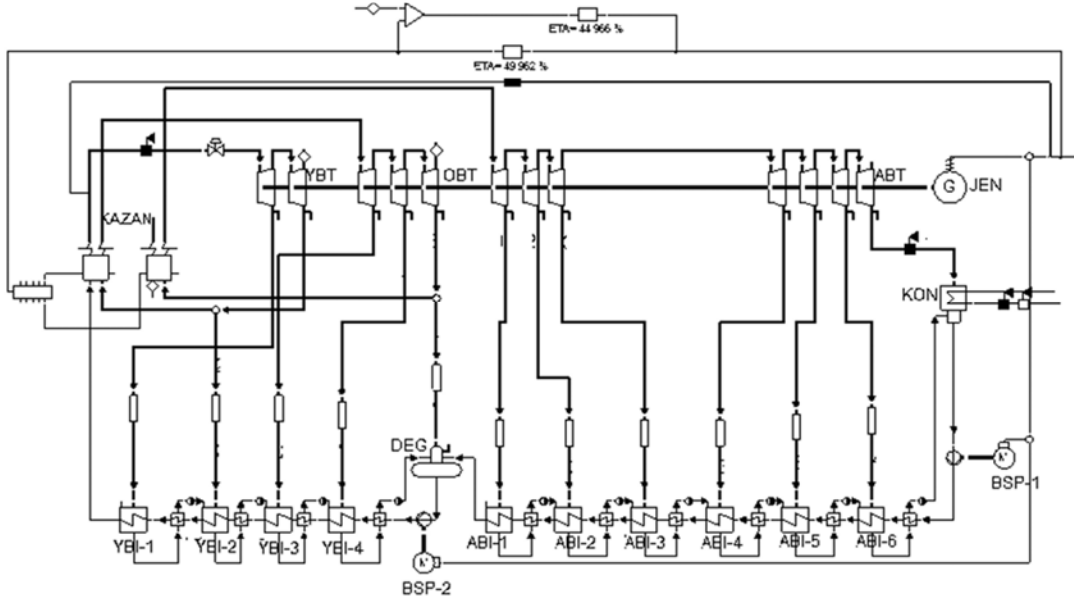 ETA= 44 966 %
ETA= 49 962 %
YBT
OBT
ABT
G
JEN
KAZAN
KON
DEG
BSP-1
YBI-1
YBI-2
YBI-3
YBI-4
ABI-1
ABI-2
ABI-3
ABI-4
ABI-5
ABI-6
BSP-2